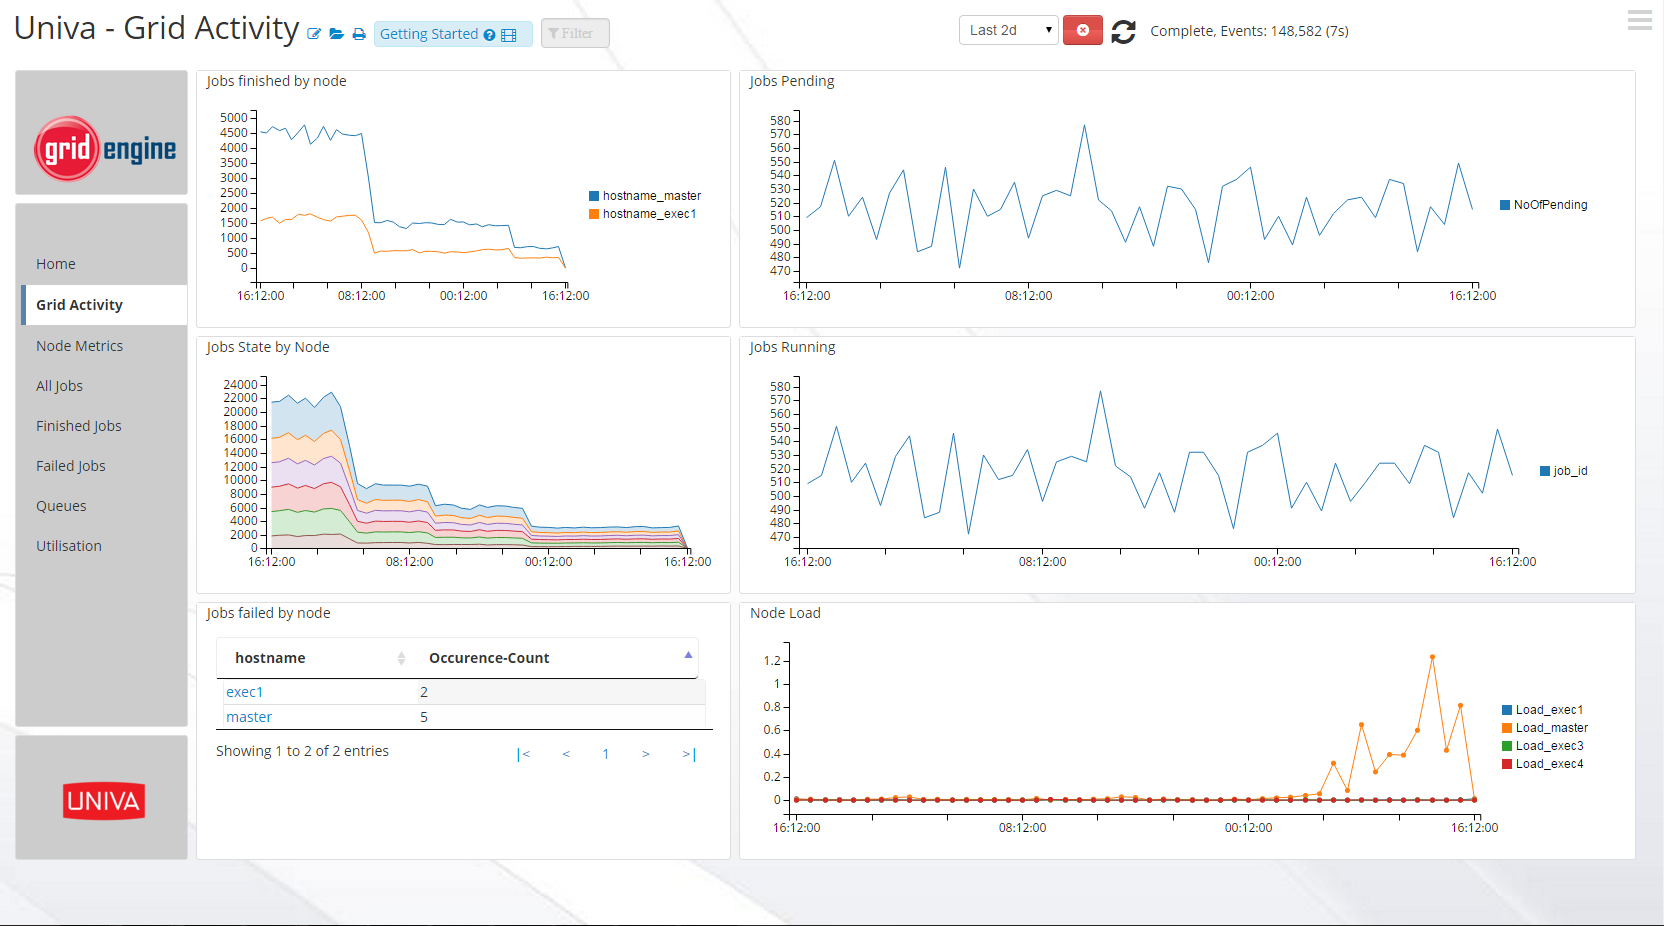 Univa - Grid Activity
Getting Started
Filter
Last 2d
Complete, Events: 148,582 (7s)
grid engine
Home
Grid Activity
Node Metrics
All Jobs
Finished Jobs
Failed Jobs
Queues
Utilisation
UNIVA
Jobs finished by node
5000
4500
4000
3500
3000
2500
2000
1500
1000
500
0
16:12:00 08:12:00 00:12:00 16:12:00
hostname_master
hostname_exec1
Jobs Pending
580
570
560
550
540
530
520
510
500
490
480
470
16:12:00 08:12:00 00:12:00 16:12:00
NoOfPending
Jobs State by Node
24000
22000
20000
18000
16000
14000
12000
10000
8000
6000
4000
2000
0
16:12:00 08:12:00 00:12:00 16:12:00
Jobs Running
580
570
560
550
540
530
520
510
500
490
480
470
16:12:00 08:12:00 00:12:00 16:12:00
job_id
Jobs failed by node
hostname Occurence-Count
exec1 2
master 5
Showing 1 to 2 of 2 entries |< < 1 > >|
Node Load
1.2
1
0.8
0.6
0.4
0.2
0
16:12:00 08:12:00 00:12:00 16:12:00
Load_exec1
Load_master
Load_exec3
Load_exec4